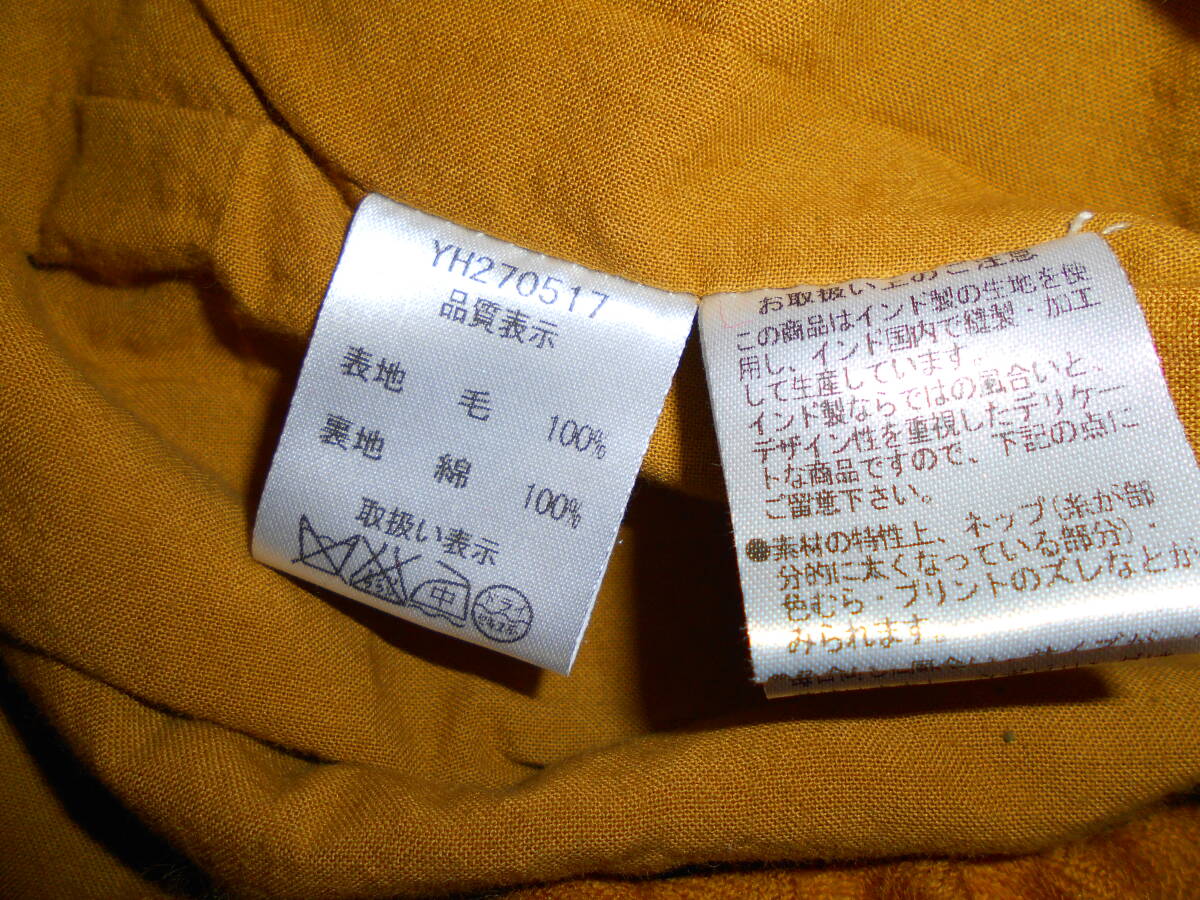 YH270517
品質表示
表地 毛 100%
裏地 綿 100%
取扱い表示
中
ドライ
お取扱い上のご注意
この商品はインド製の生地を使
用し、インド国内で縫製・加工
して生産しています。
インド製ならではの風合いと、
デザイン性を重視したデリケー
トな商品ですので、下記の点に
ご留意下さい。
●素材の特性上、ネップ(糸が部
分的に太くなっている部分)・
色むら・プリントのズレなどが
みられます。